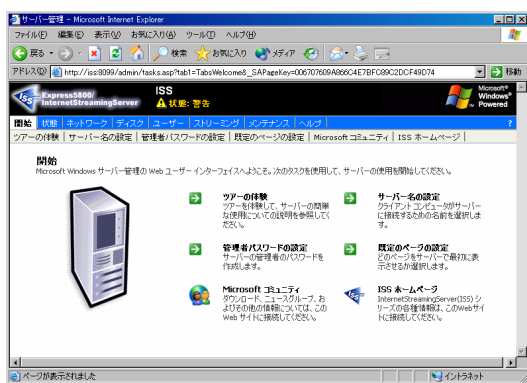 サーバー管理 - Microsoft Internet Explorer
ファイル(F) 編集(E) 表示(V) お気に入り(A) ツール(T) ヘルプ(H)
戻る 検索 お気に入り メディア
アドレス(D) http://iss:8099/admin/tasks.asp?tab1=TabsWelcome&_SAPageKey=006707609A866C4E7BFC89C2DCF49D74 移動
Express5800/
InternetStreamingServer
ISS
状態: 警告
Microsoft®
Windows®
Powered
開始 状態 ネットワーク ディスク ユーザー ストリーミング メンテナンス ヘルプ ?
ツアーの体験 サーバー名の設定 管理者パスワードの設定 既定のページの設定 Microsoft コミュニティ ISS ホームページ
開始
Microsoft Windows サーバー管理の Web ユーザー インターフェイスへようこそ。次のタスクを使用して、サーバーの使用を開始してください。
ツアーの体験
ツアーを体験して、サーバーの簡単
な使用についての説明を参照してく
ださい。
サーバー名の設定
クライアント コンピュータがサーバー
に接続するための名前を選択しま
す。
管理者パスワードの設定
サーバーの管理者のパスワードを
作成します。
既定のページの設定
どのページをサーバーで最初に表
示させるか選択します。
Microsoft コミュニティ
ダウンロード、ニュースグループ、お
よびその他の情報については、この
Web サイトに接続してください。
ISS ホームページ
InternetStreamingServer(ISS) シ
リーズの各種情報は、このWebサイ
トに接続してください。
ページが表示されました
イントラネット